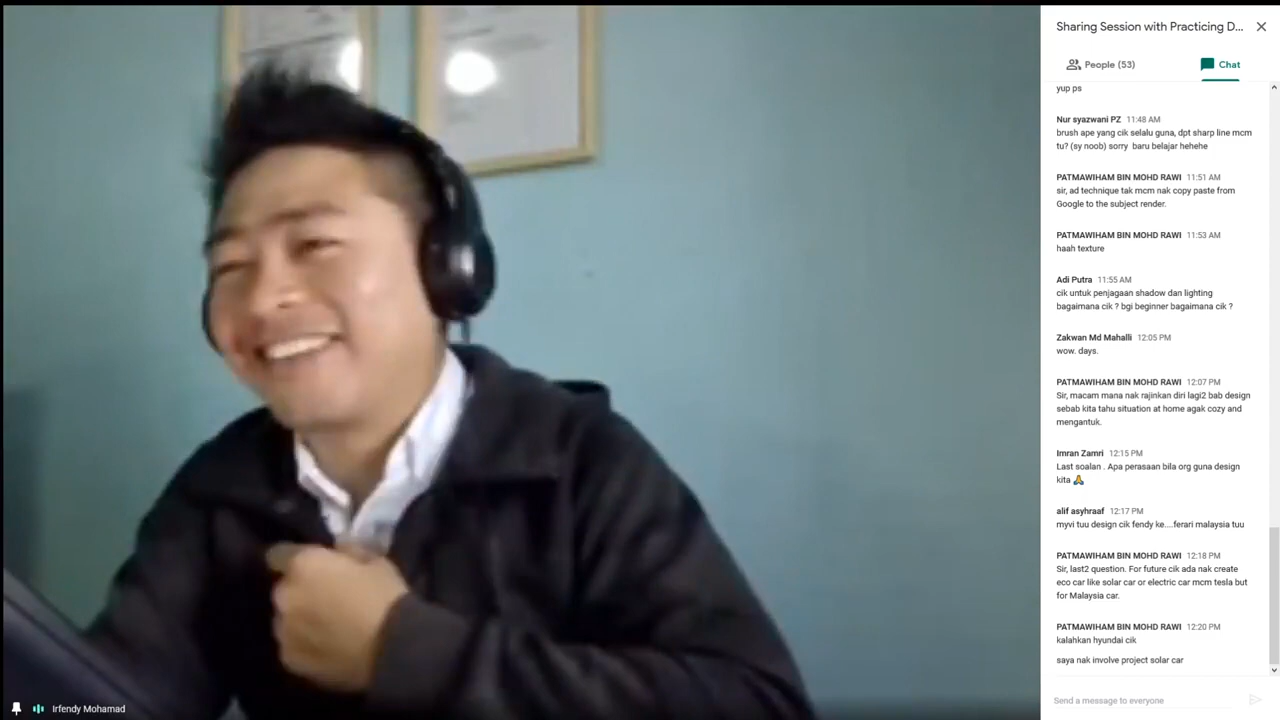 Sharing Session with Practicing D...
People (53)
Chat
yup ps
Nur syazwani PZ 11:48 AM
brush ape yang cik selalu guna, dpt sharp line mcm
tu? (sy noob) sorry baru belajar hehehe
PATMAWIHAM BIN MOHD RAWI 11:51 AM
sir, ad technique tak mcm nak copy paste from
Google to the subject render.
PATMAWIHAM BIN MOHD RAWI 11:53 AM
haah texture
Adi Putra 11:55 AM
cik untuk penjagaan shadow dan lighting
bagaimana cik ? bgi beginner bagaimana cik ?
Zakwan Md Mahalli 12:05 PM
wow. days.
PATMAWIHAM BIN MOHD RAWI 12:07 PM
Sir, macam mana nak rajinkan diri lagi2 bab design
sebab kita tahu situation at home agak cozy and
mengantuk.
Imran Zamri 12:15 PM
Last soalan . Apa perasaan bila org guna design
kita 🙏
alif asyhraaf 12:17 PM
myvi tuu design cik fendy ke....ferari malaysia tuu
PATMAWIHAM BIN MOHD RAWI 12:18 PM
Sir, last2 question. For future cik ada nak create
eco car like solar car or electric car mcm tesla but
for Malaysia car.
PATMAWIHAM BIN MOHD RAWI 12:20 PM
kalahkan hyundai cik
saya nak involve project solar car
Send a message to everyone
Irfendy Mohamad